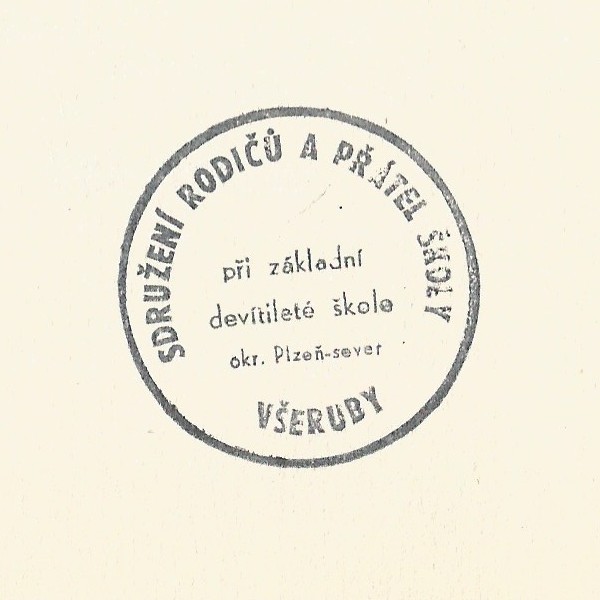 SDRUŽENÍ RODIČŮ A PŘÁTEL ŠKOLY
při základní
devítileté škole
okr. Plzeň-sever
VŠERUBY